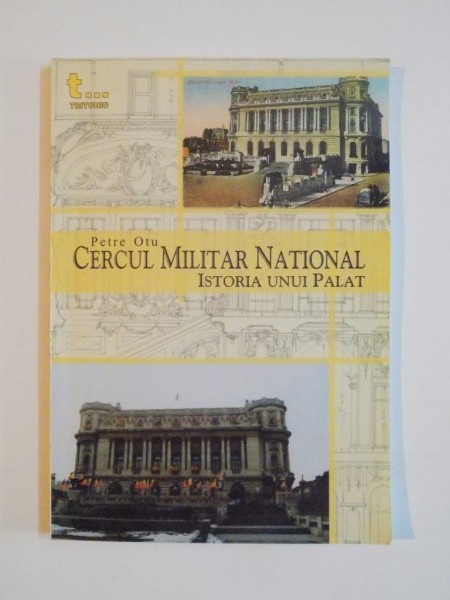 t...
TRITONIC
Petre Otu
CERCUL MILITAR NATIONAL
ISTORIA UNUI PALAT